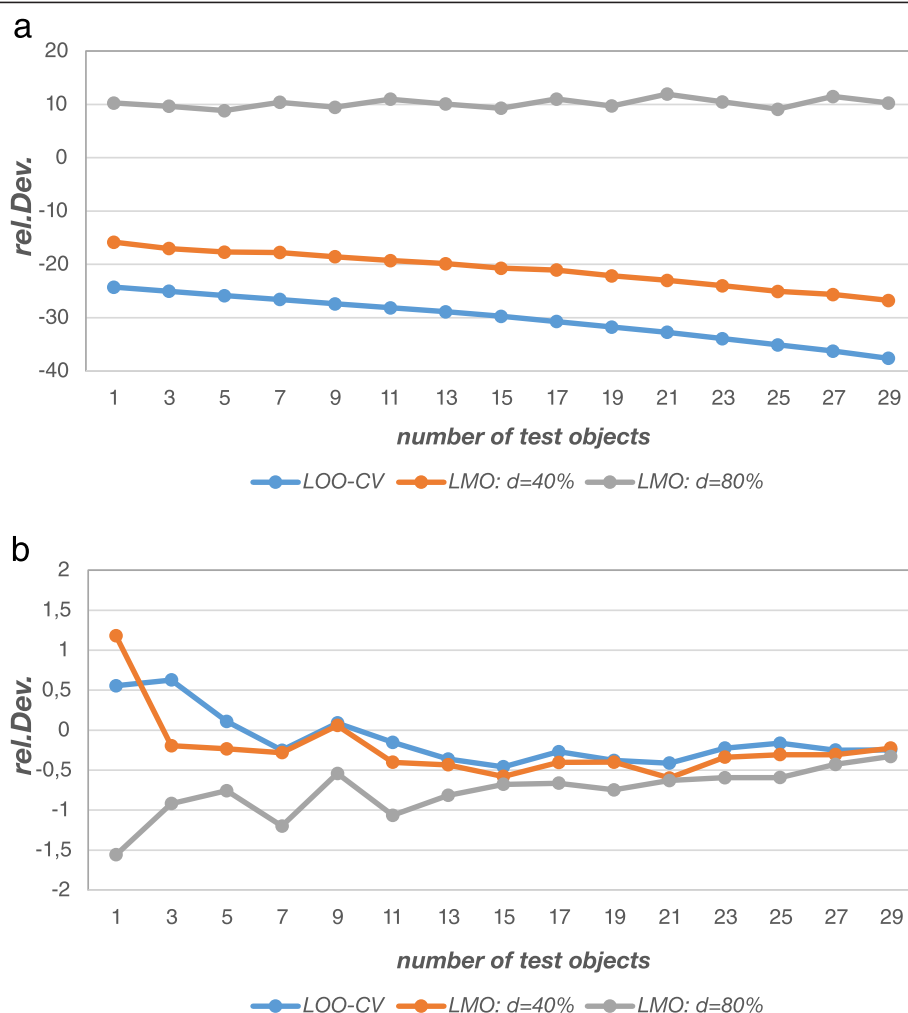 a
20
10
0
-10
-20
-30
-40
rel.Dev.
1 3 5 7 9 11 13 15 17 19 21 23 25 27 29
number of test objects
LOO-CV LMO: d=40% LMO: d=80%
b
2
1,5
1
0,5
0
-0,5
-1
-1,5
-2
rel.Dev.
1 3 5 7 9 11 13 15 17 19 21 23 25 27 29
number of test objects
LOO-CV LMO: d=40% LMO: d=80%